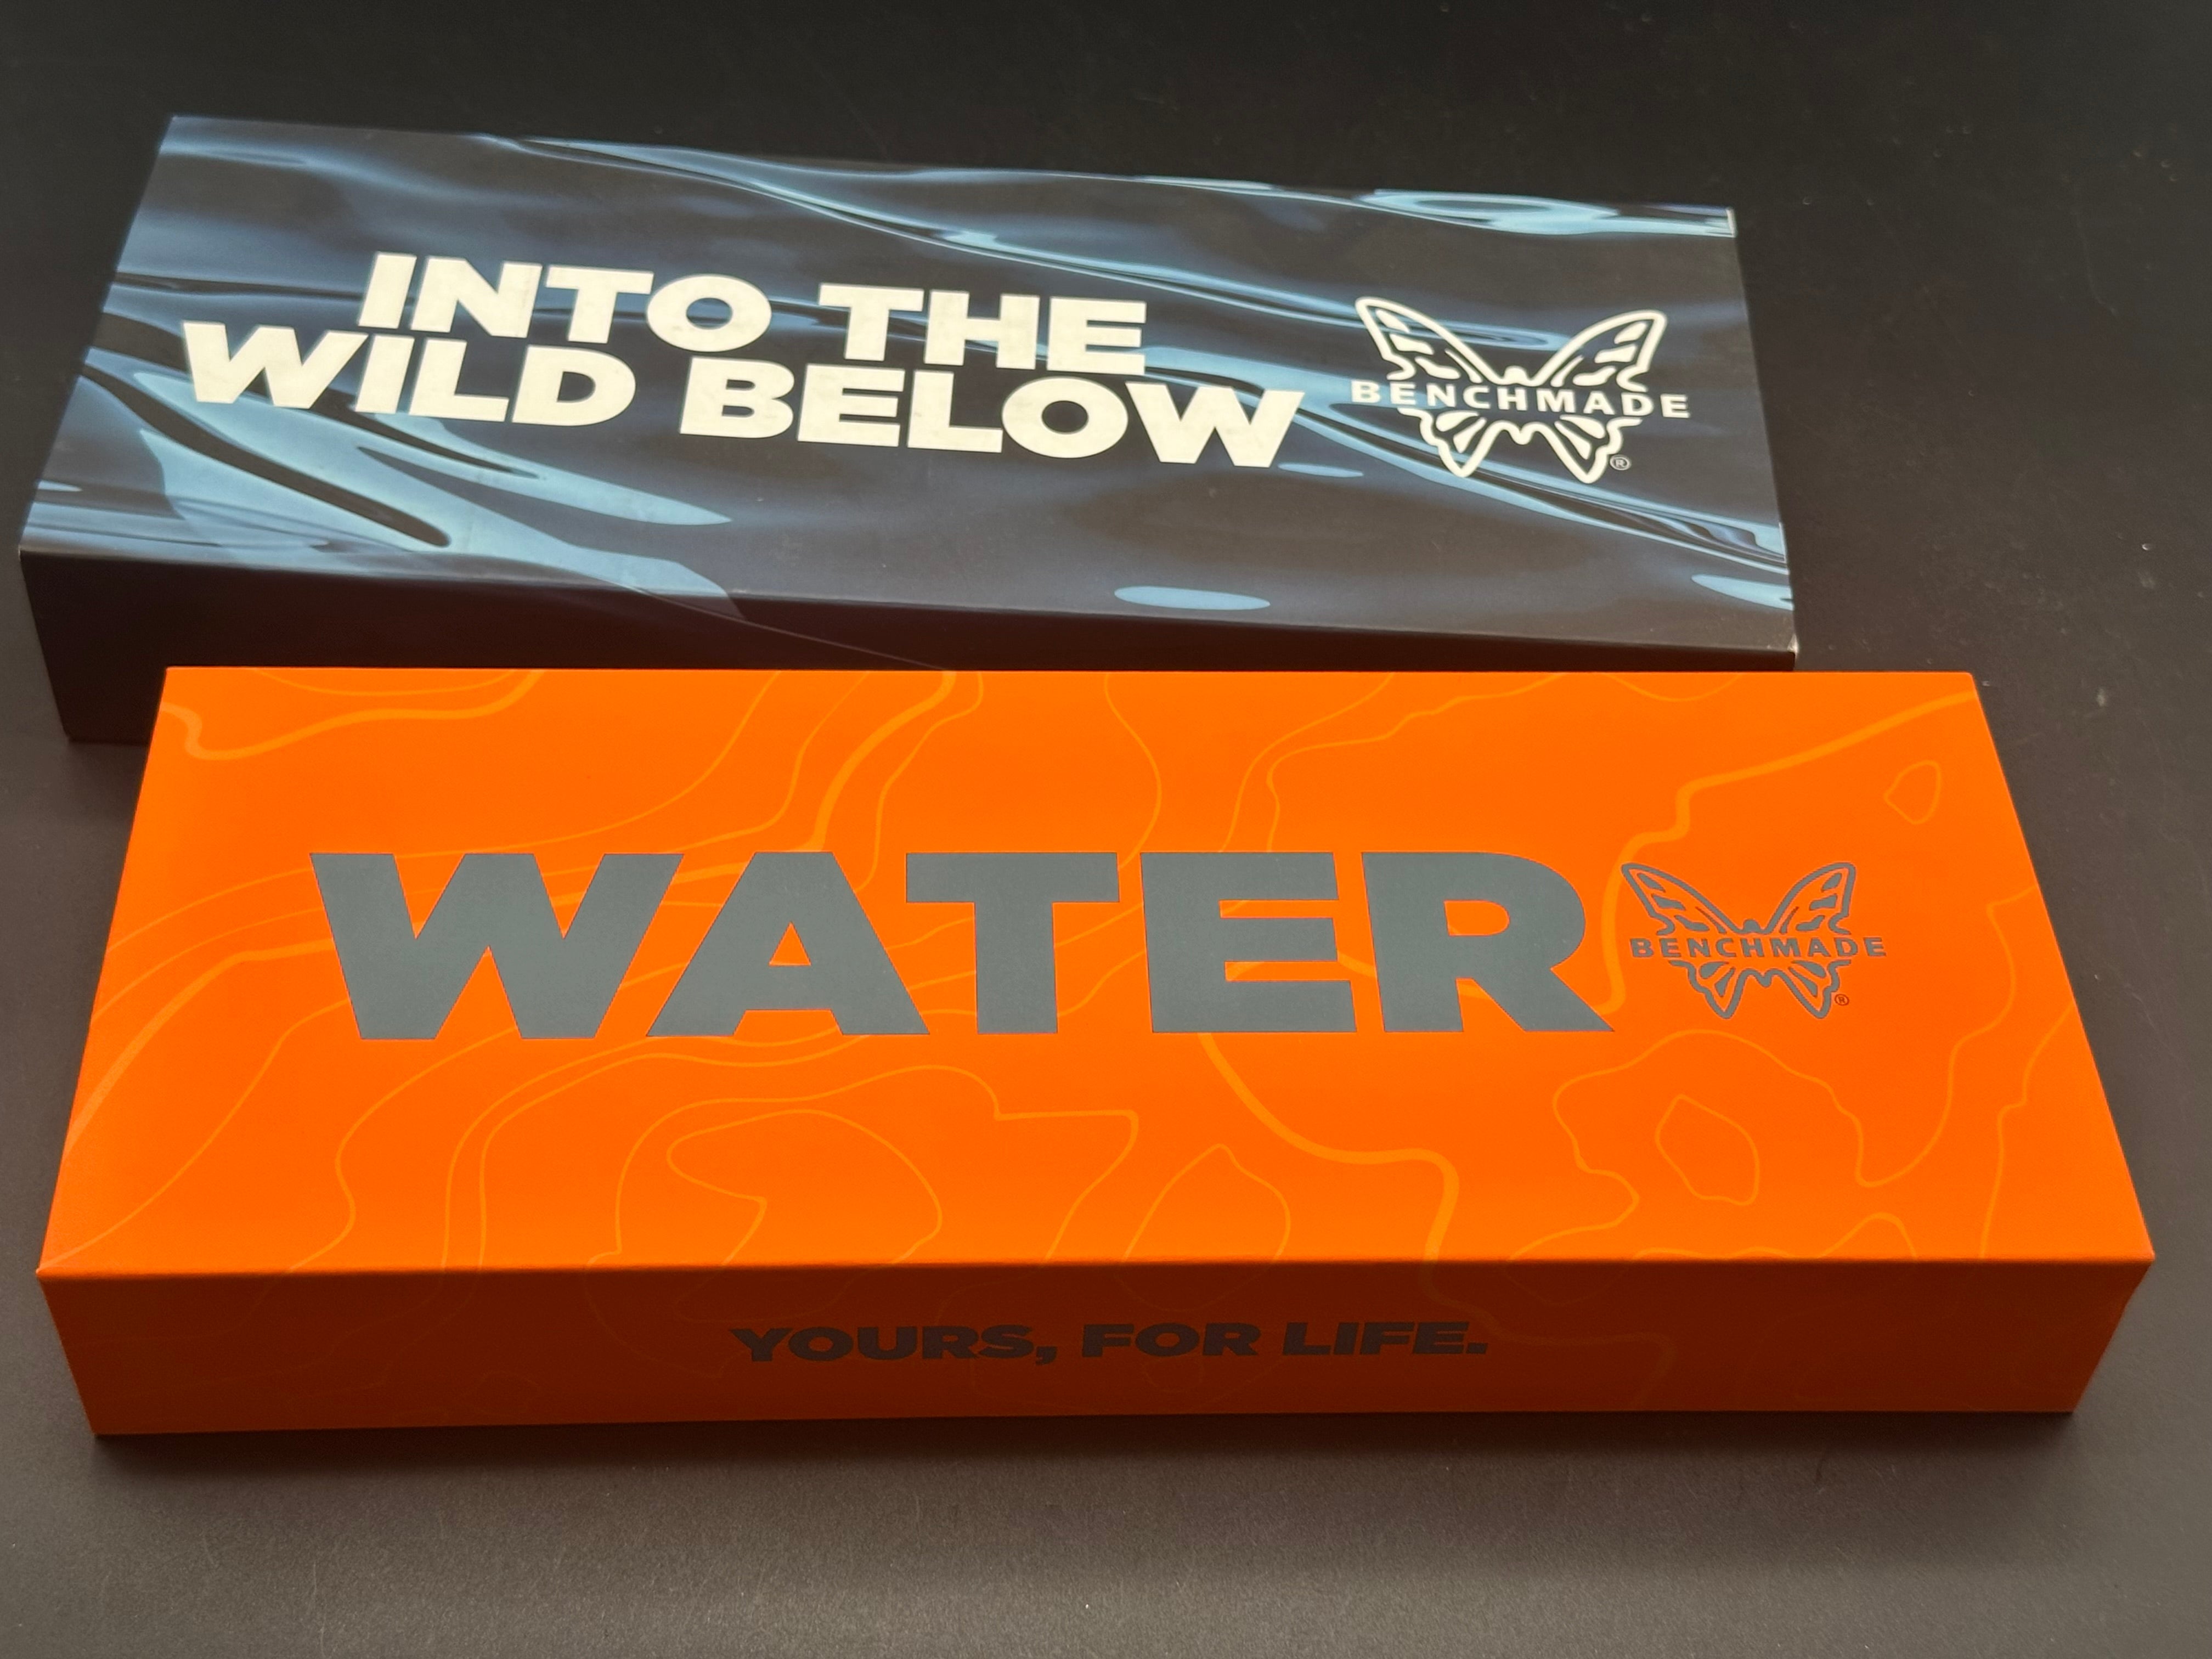 INTO THE
WILD BELOW
BENCHMADE
®
WATER
BENCHMADE
®
YOURS, FOR LIFE.